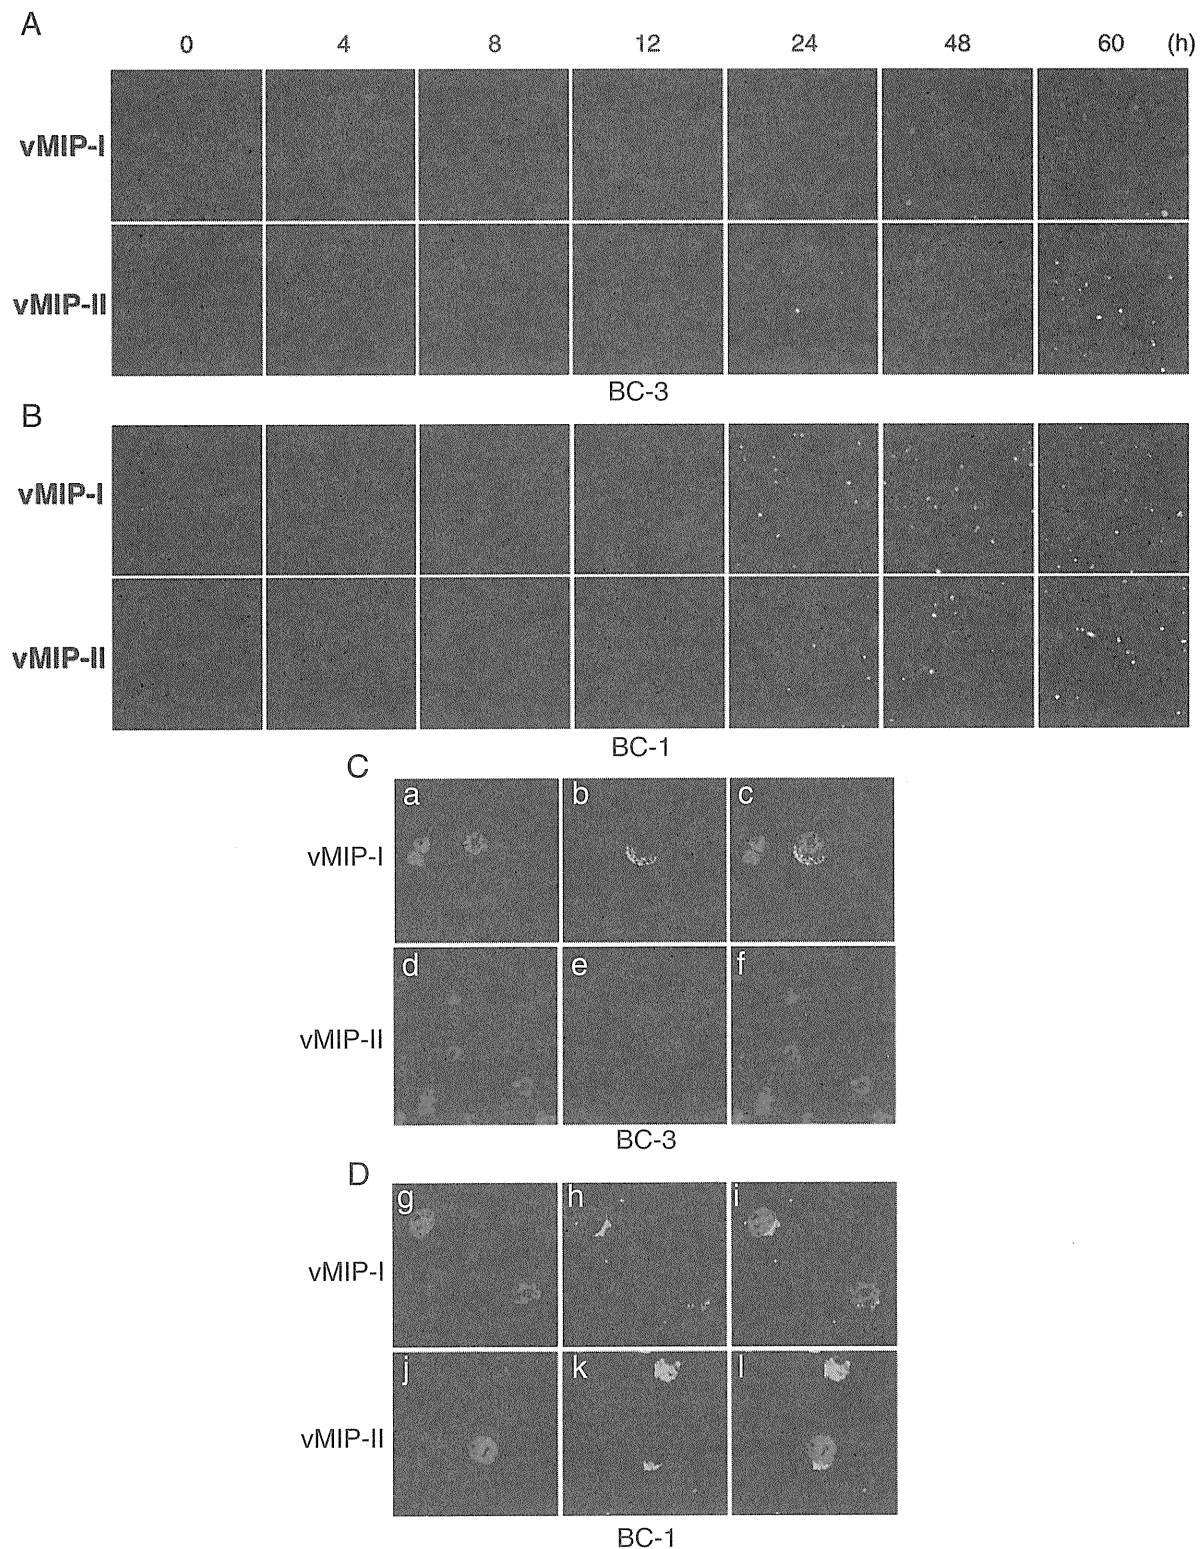 A
0 4 8 12 24 48 60 (h)
vMIP-I
vMIP-II
BC-3
B
vMIP-I
vMIP-II
BC-1
C
a b c
vMIP-I
d e f
vMIP-II
BC-3
D
g h i
vMIP-I
j k l
vMIP-II
BC-1